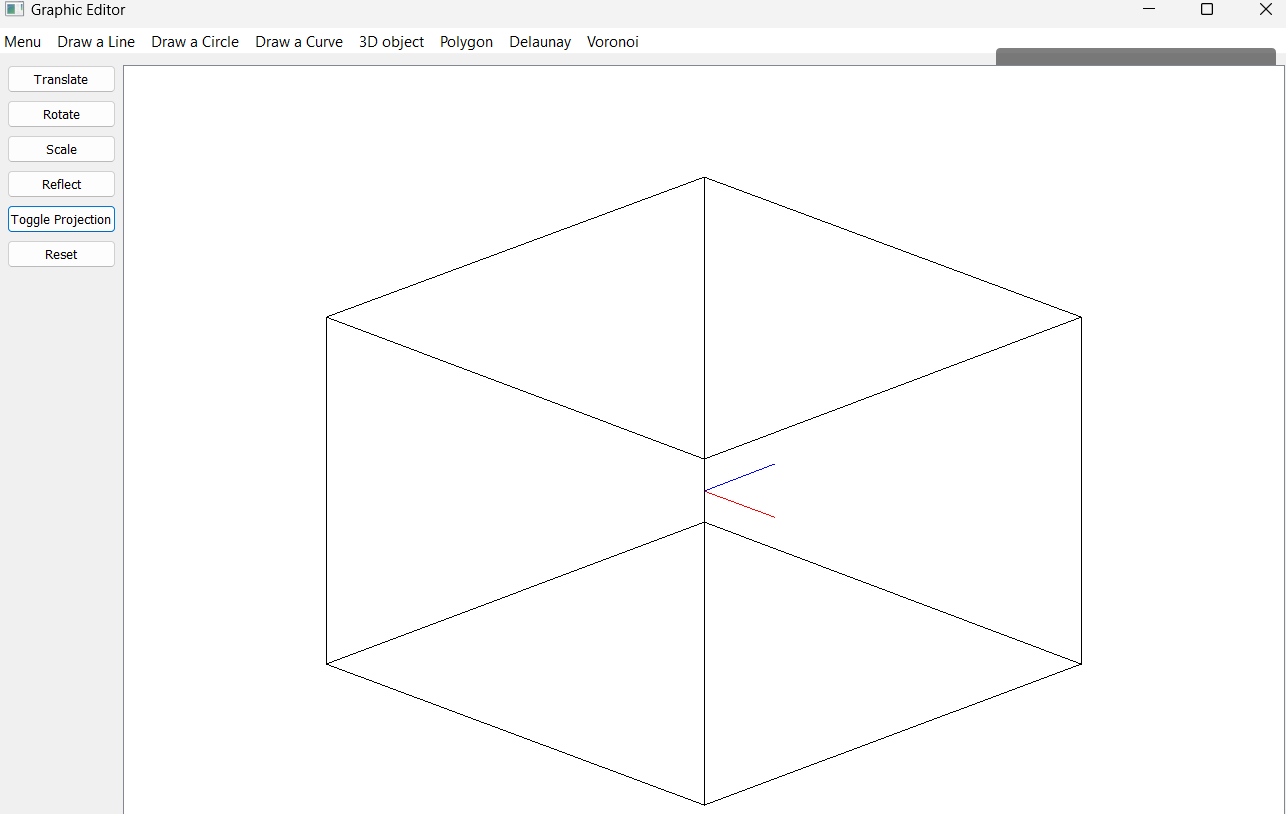 Graphic Editor
Menu Draw a Line Draw a Circle Draw a Curve 3D object Polygon Delaunay Voronoi
Translate
Rotate
Scale
Reflect
Toggle Projection
Reset